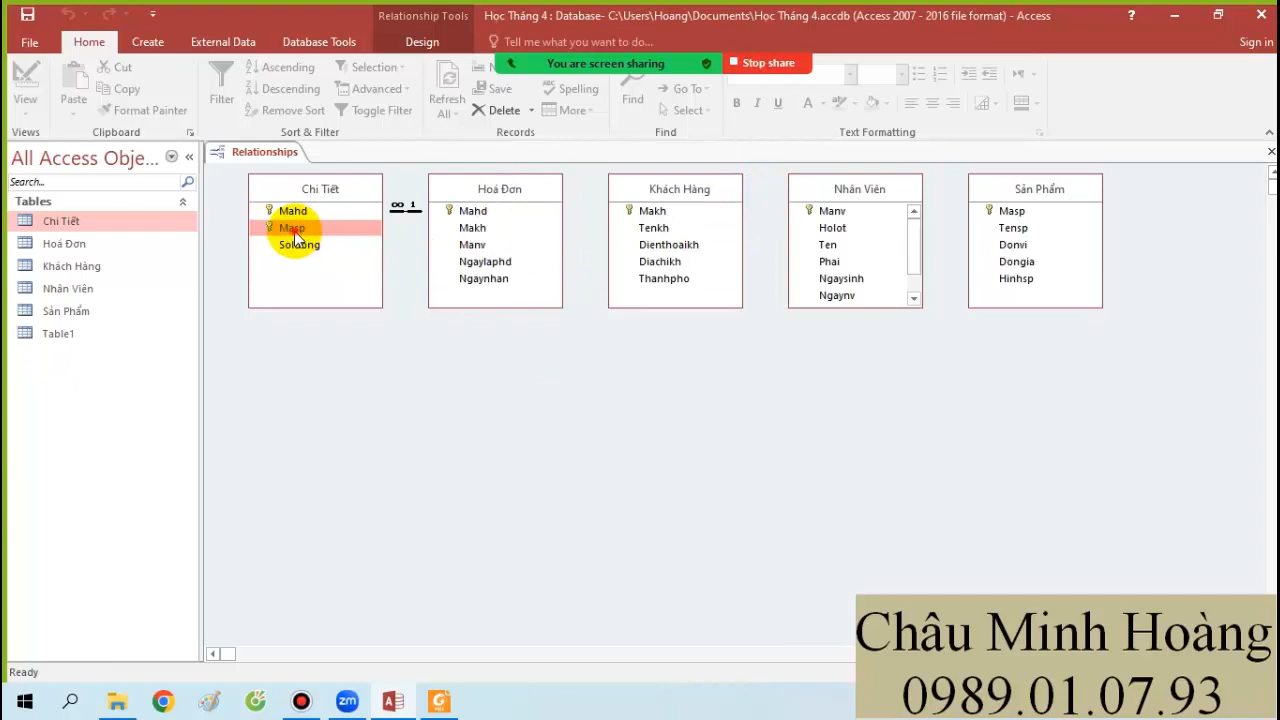 Relationship Tools
Học Tháng 4 : Database- C:\Users\Hoang\Documents\Học Tháng 4.accdb (Access 2007 - 2016 file format) - Access
?
File
Home
Create
External Data
Database Tools
Design
Tell me what you want to do...
Sign in
You are screen sharing
Stop share
View
Paste
Cut
Copy
Format Painter
Filter
Ascending
Descending
Remove Sort
Selection
Advanced
Toggle Filter
Refresh
All
Save
Delete
Spelling
More
Find
Go To
Select
B I U
A
Views
Clipboard
Sort & Filter
Records
Find
Text Formatting
All Access Obje...
Search...
Tables
Chi Tiết
Hoá Đơn
Khách Hàng
Nhân Viên
Sản Phẩm
Table1
Relationships
Chi Tiết
Mahd
Masp
∞ 1
Hoá Đơn
Mahd
Makh
Manv
Ngaylaphd
Ngaynhan
Khách Hàng
Makh
Tenkh
Dienthoaikh
Diachikh
Thanhpho
Nhân Viên
Manv
Holot
Ten
Phai
Ngaysinh
Ngaynv
Sản Phẩm
Masp
Tensp
Donvi
Dongia
Hinhsp
Ready
Châu Minh Hoàng
0989.01.07.93